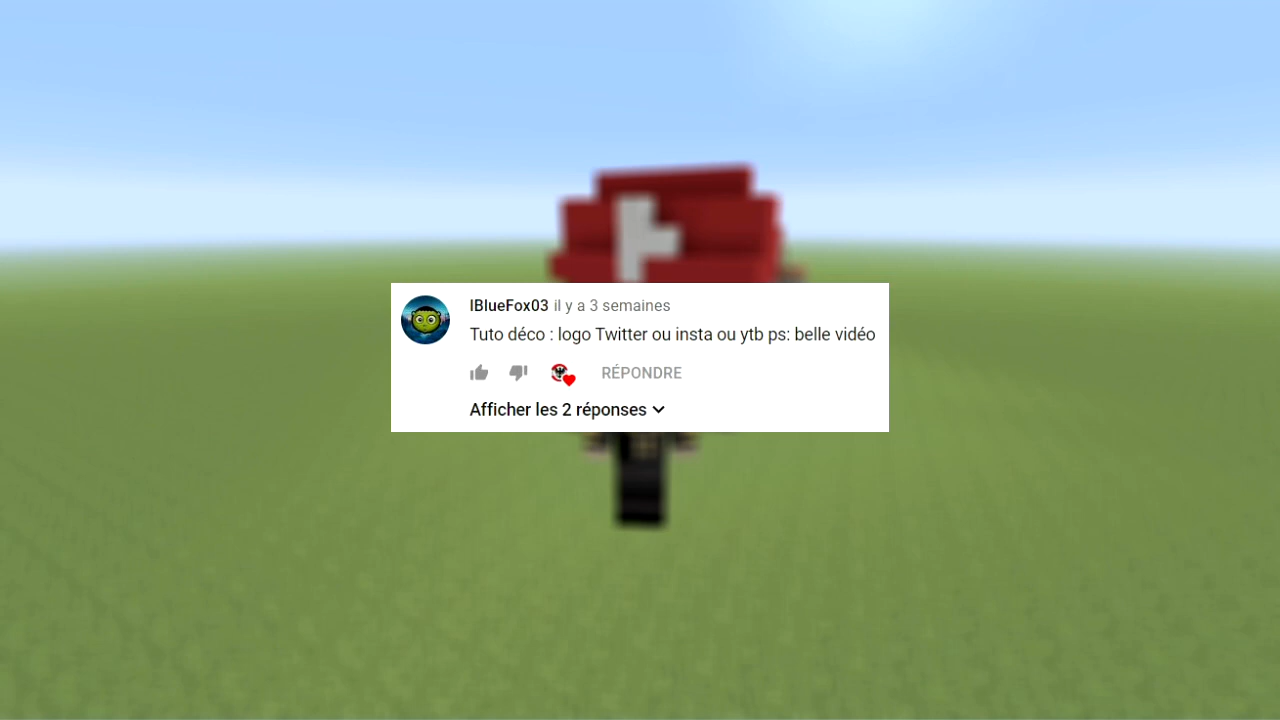 lBlueFox03 il y a 3 semaines
Tuto déco : logo Twitter ou insta ou ytb ps: belle vidéo
RÉPONDRE
Afficher les 2 réponses